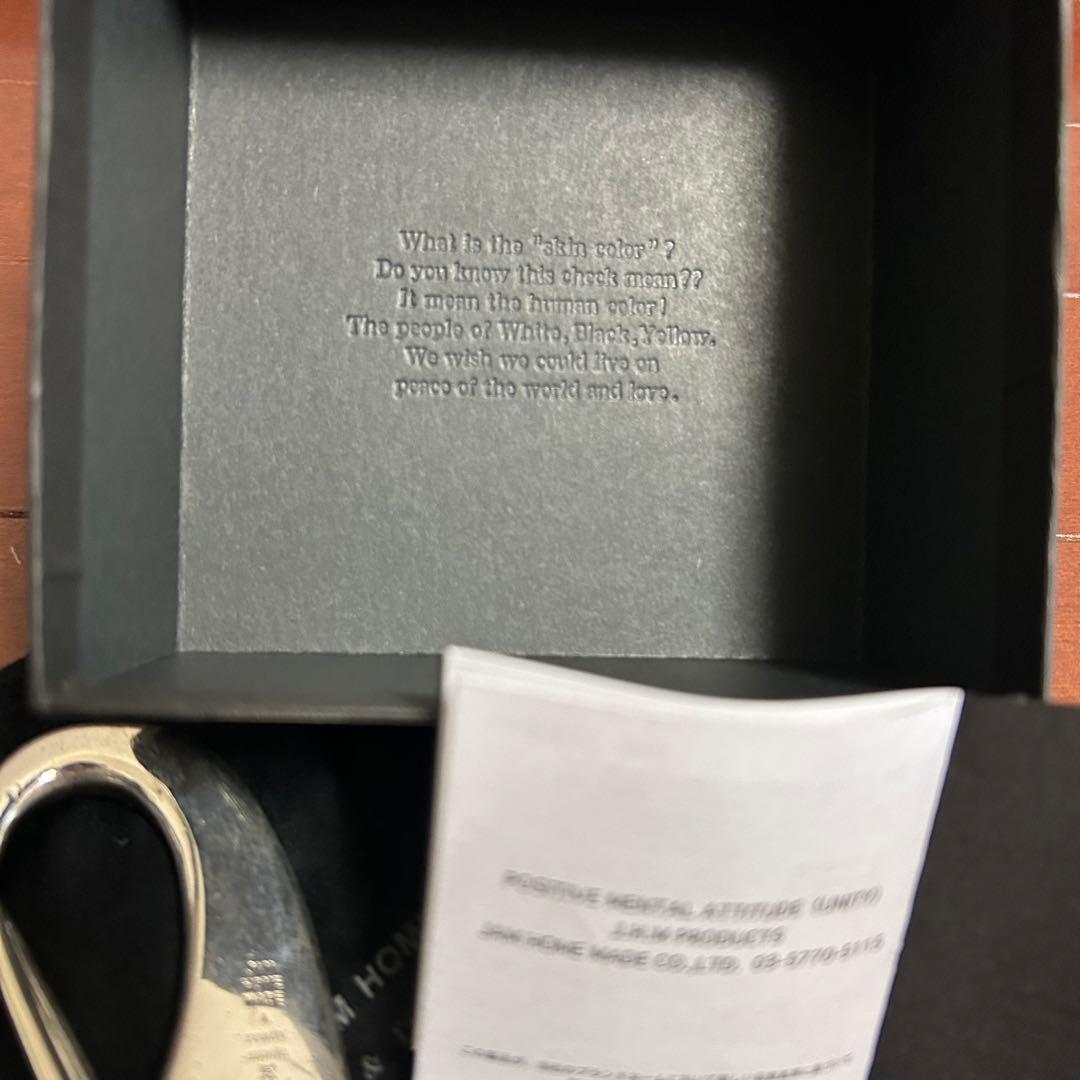 What is the "skin color"?
Do you know this check mean??
It mean the human color!
The people of White, Black, Yellow.
We wish we could live on
peace of the world and love.
POSITIVE MENTAL ATTITUDE (UNITY)
J.H.M PRODUCTS
JAM HOME MADE CO.,LTD. 03-5770-5115
M HOM